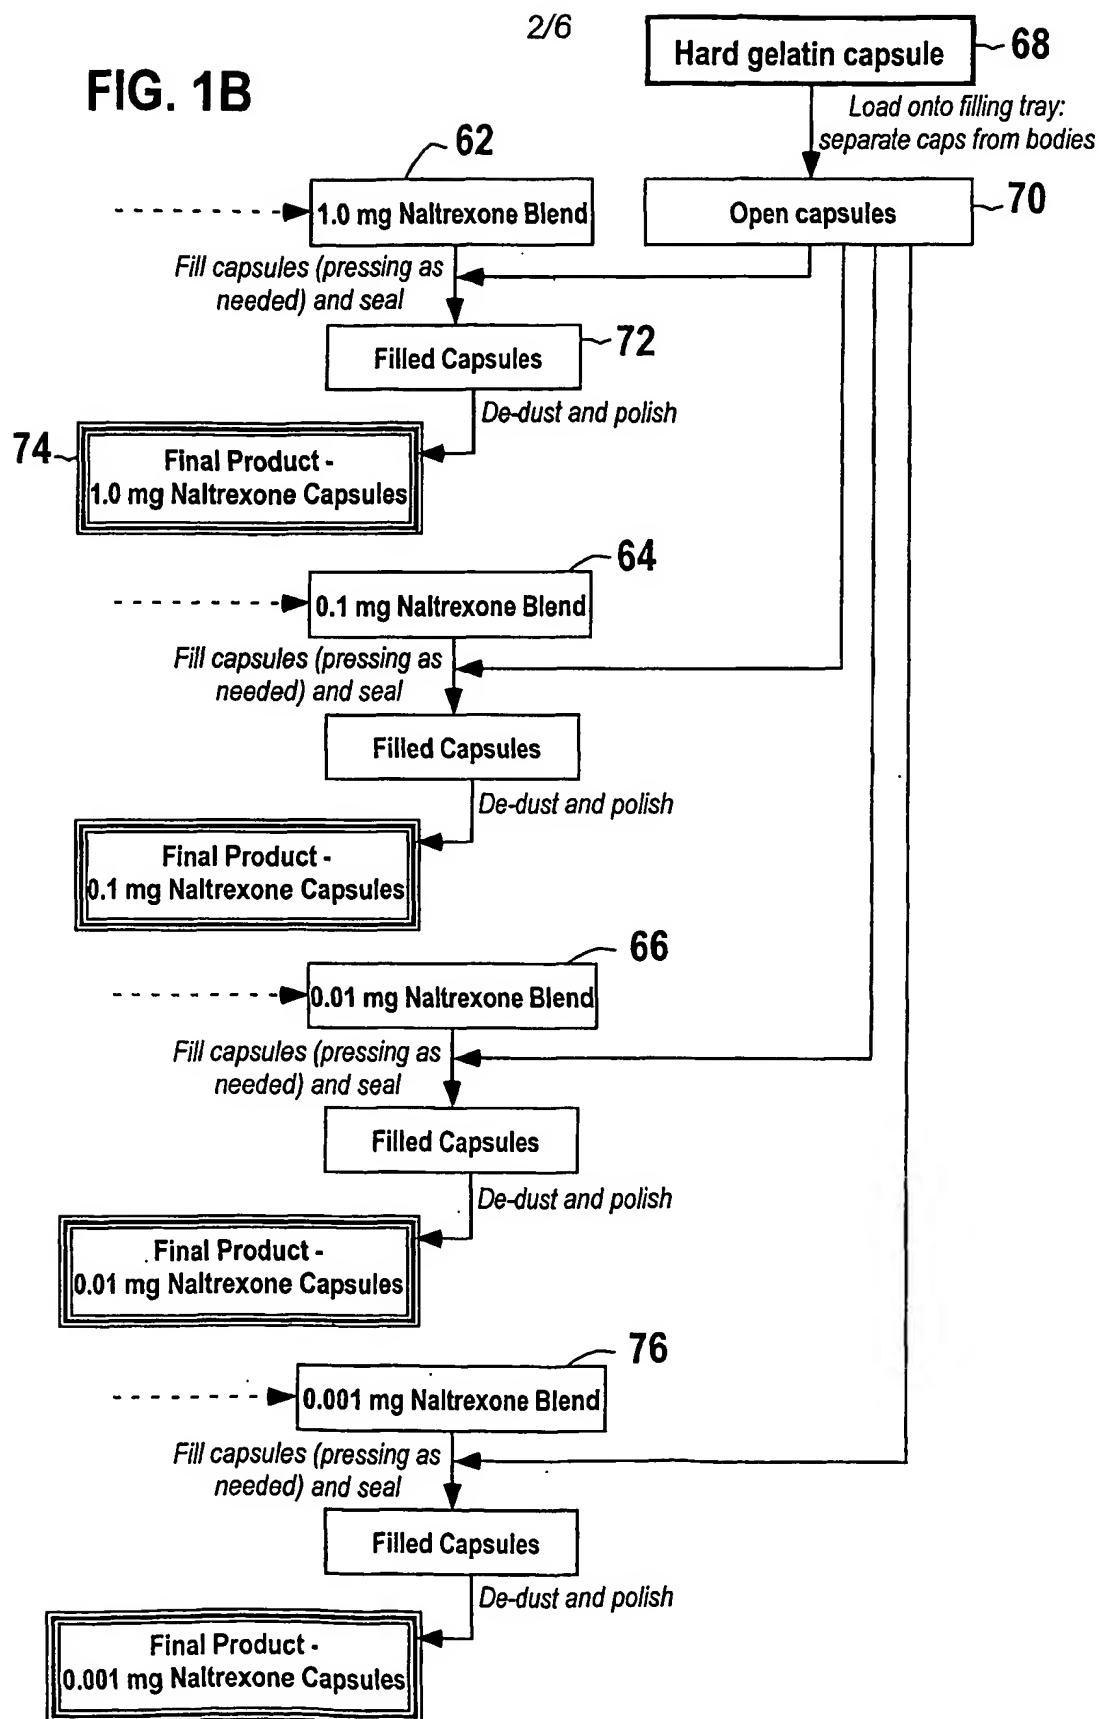 2/6
FIG. 1B
Hard gelatin capsule
68
Load onto filling tray:
separate caps from bodies
62
1.0 mg Naltrexone Blend
Open capsules
70
Fill capsules (pressing as
needed) and seal
Filled Capsules
72
De-dust and polish
74
Final Product -
1.0 mg Naltrexone Capsules
64
0.1 mg Naltrexone Blend
Fill capsules (pressing as
needed) and seal
Filled Capsules
De-dust and polish
Final Product -
0.1 mg Naltrexone Capsules
66
0.01 mg Naltrexone Blend
Fill capsules (pressing as
needed) and seal
Filled Capsules
De-dust and polish
Final Product -
0.01 mg Naltrexone Capsules
76
0.001 mg Naltrexone Blend
Fill capsules (pressing as
needed) and seal
Filled Capsules
De-dust and polish
Final Product -
0.001 mg Naltrexone Capsules